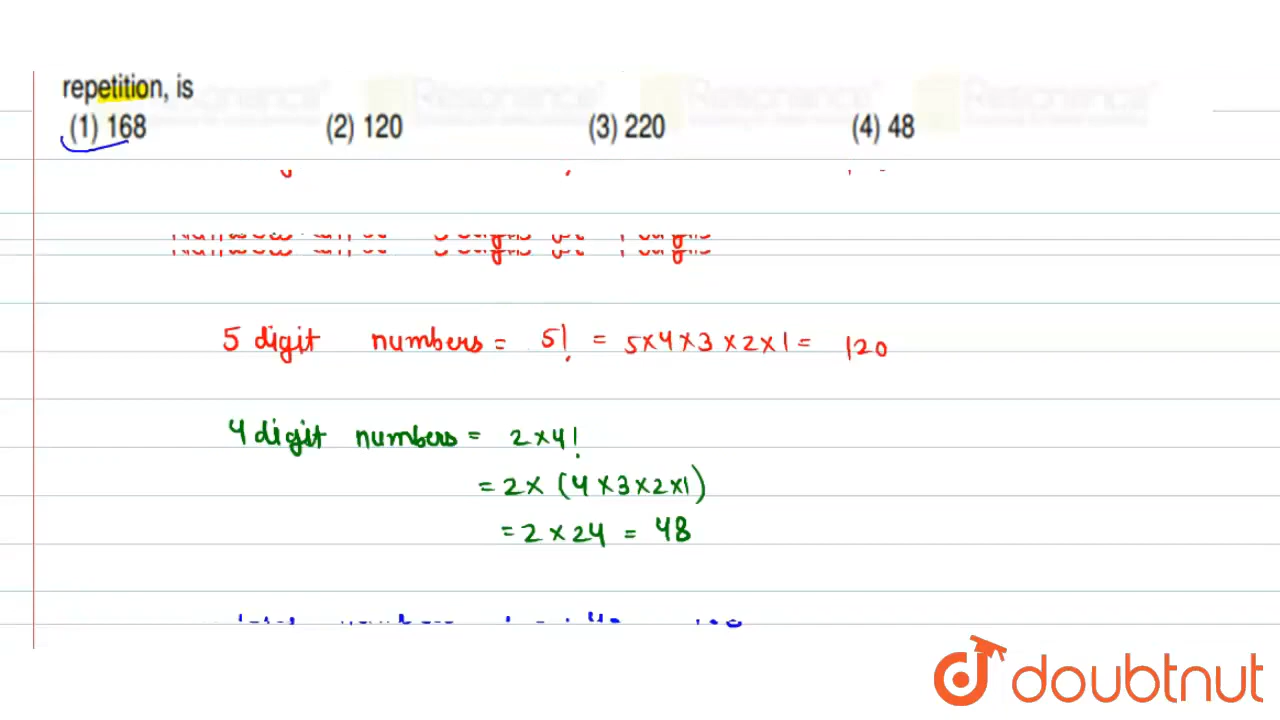 repetition, is
(1) 168 (2) 120 (3) 220 (4) 48
5 digit numbers = 5! = 5×4×3×2×1 = 120
4 digit numbers = 2×4!
= 2× (4×3×2×1)
= 2 × 24 = 48
doubtnut